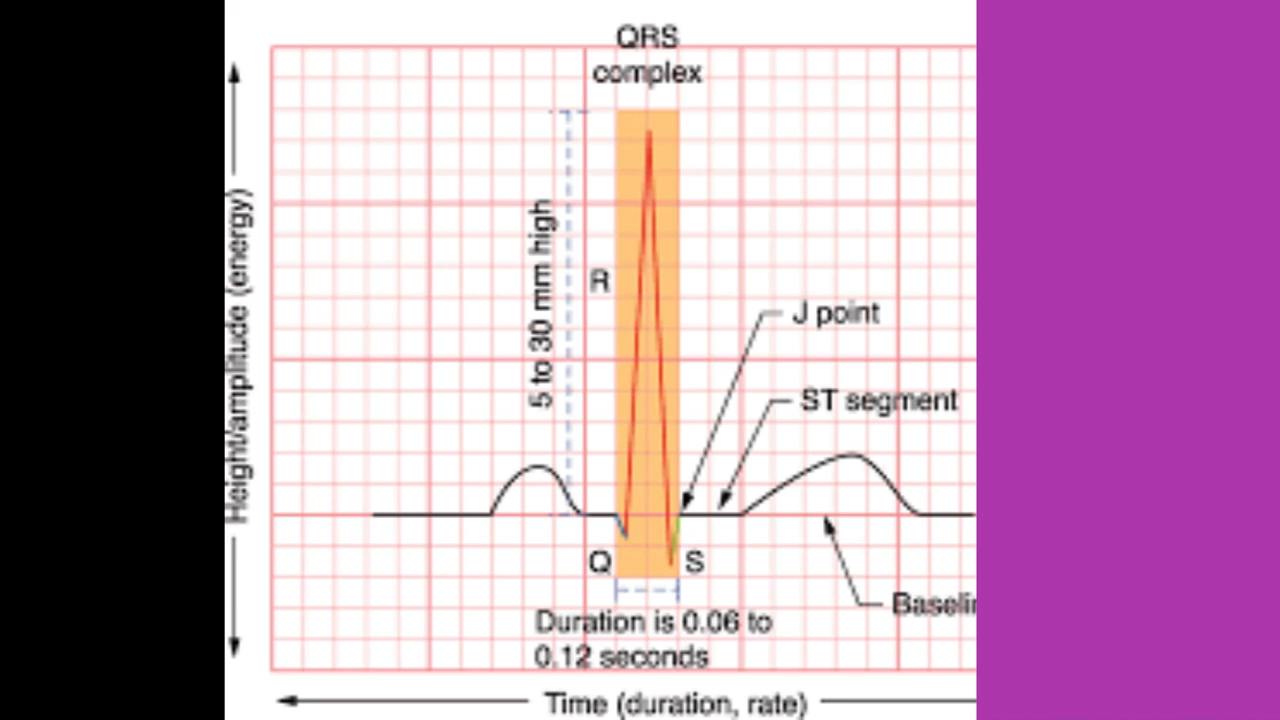 QRS
complex
Height/amplitude (energy)
5 to 30 mm high
R
J point
ST segment
Q
S
Baselin
Duration is 0.06 to
0.12 seconds
Time (duration, rate)